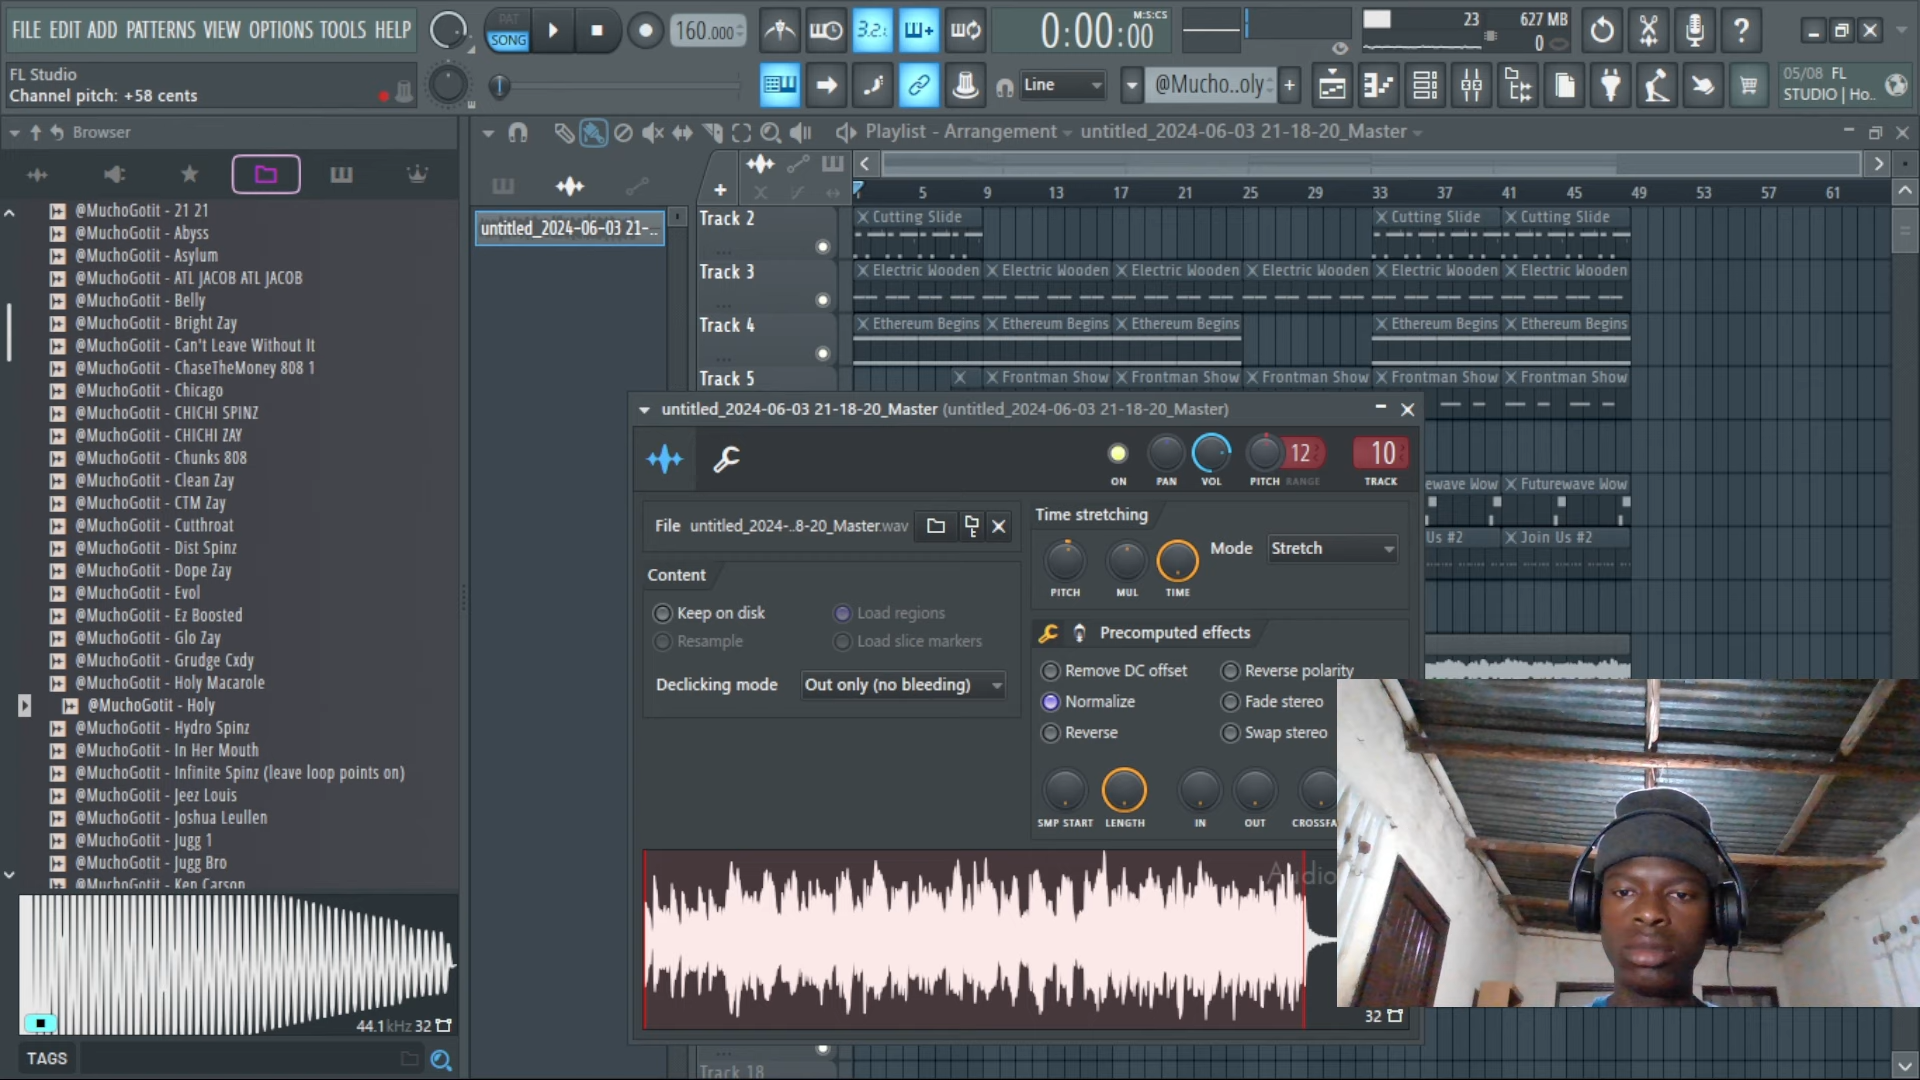 FILE EDIT ADD PATTERNS VIEW OPTIONS TOOLS HELP
PAT
SONG
160.000
3.2.
0:00:00
M:S:CS
23
627 MB
0
FL Studio
Channel pitch: +58 cents
Line
@Mucho..oly
05/08 FL
STUDIO | Ho..
Browser
Playlist - Arrangement
untitled_2024-06-03 21-18-20_Master
@MuchoGotit - 21 21
@MuchoGotit - Abyss
@MuchoGotit - Asylum
@MuchoGotit - ATL JACOB ATL JACOB
@MuchoGotit - Belly
@MuchoGotit - Bright Zay
@MuchoGotit - Can't Leave Without It
@MuchoGotit - ChaseTheMoney 808 1
@MuchoGotit - Chicago
@MuchoGotit - CHICHI SPINZ
@MuchoGotit - CHICHI ZAY
@MuchoGotit - Chunks 808
@MuchoGotit - Clean Zay
@MuchoGotit - CTM Zay
@MuchoGotit - Cutthroat
@MuchoGotit - Dist Spinz
@MuchoGotit - Dope Zay
@MuchoGotit - Evol
@MuchoGotit - Ez Boosted
@MuchoGotit - Glo Zay
@MuchoGotit - Grudge Cxdy
@MuchoGotit - Holy Macarole
@MuchoGotit - Holy
@MuchoGotit - Hydro Spinz
@MuchoGotit - In Her Mouth
@MuchoGotit - Infinite Spinz (leave loop points on)
@MuchoGotit - Jeez Louis
@MuchoGotit - Joshua Leullen
@MuchoGotit - Jugg 1
@MuchoGotit - Jugg Bro
@MuchoGotit - Ken Carson
44.1kHz 32
TAGS
untitled_2024-06-03 21-..
5 9 13 17 21 25 29 33 37 41 45 49 53 57 61
Track 2
Cutting Slide Cutting Slide Cutting Slide
Track 3
Electric Wooden Electric Wooden Electric Wooden Electric Wooden Electric Wooden Electric Wooden
Track 4
Ethereum Begins Ethereum Begins Ethereum Begins Ethereum Begins Ethereum Begins
Track 5
Frontman Show Frontman Show Frontman Show Frontman Show Frontman Show
ewave Wow Futurewave Wow
Us #2 Join Us #2
untitled_2024-06-03 21-18-20_Master (untitled_2024-06-03 21-18-20_Master)
12
10
ON PAN VOL PITCH RANGE TRACK
File untitled_2024-..8-20_Master.wav
Content
Keep on disk
Load regions
Resample
Load slice markers
Declicking mode
Out only (no bleeding)
Time stretching
PITCH MUL TIME
Mode Stretch
Precomputed effects
Remove DC offset
Reverse polarity
Normalize
Fade stereo
Reverse
Swap stereo
SMP START LENGTH IN OUT CROSSFA
Audio
32
Track 18